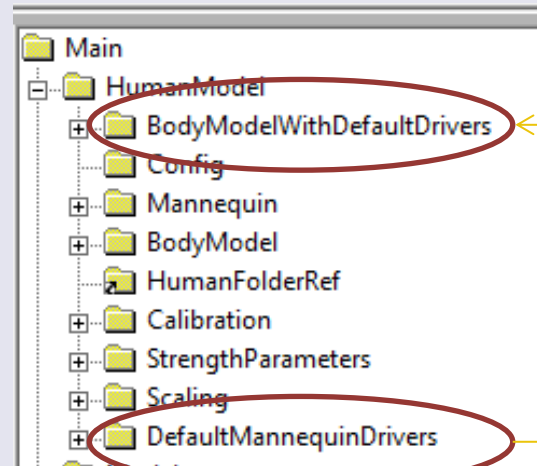 Main
HumanModel
BodyModelWithDefaultDrivers
Config
Mannequin
BodyModel
HumanFolderRef
Calibration
StrengthParameters
Scaling
DefaultMannequinDrivers